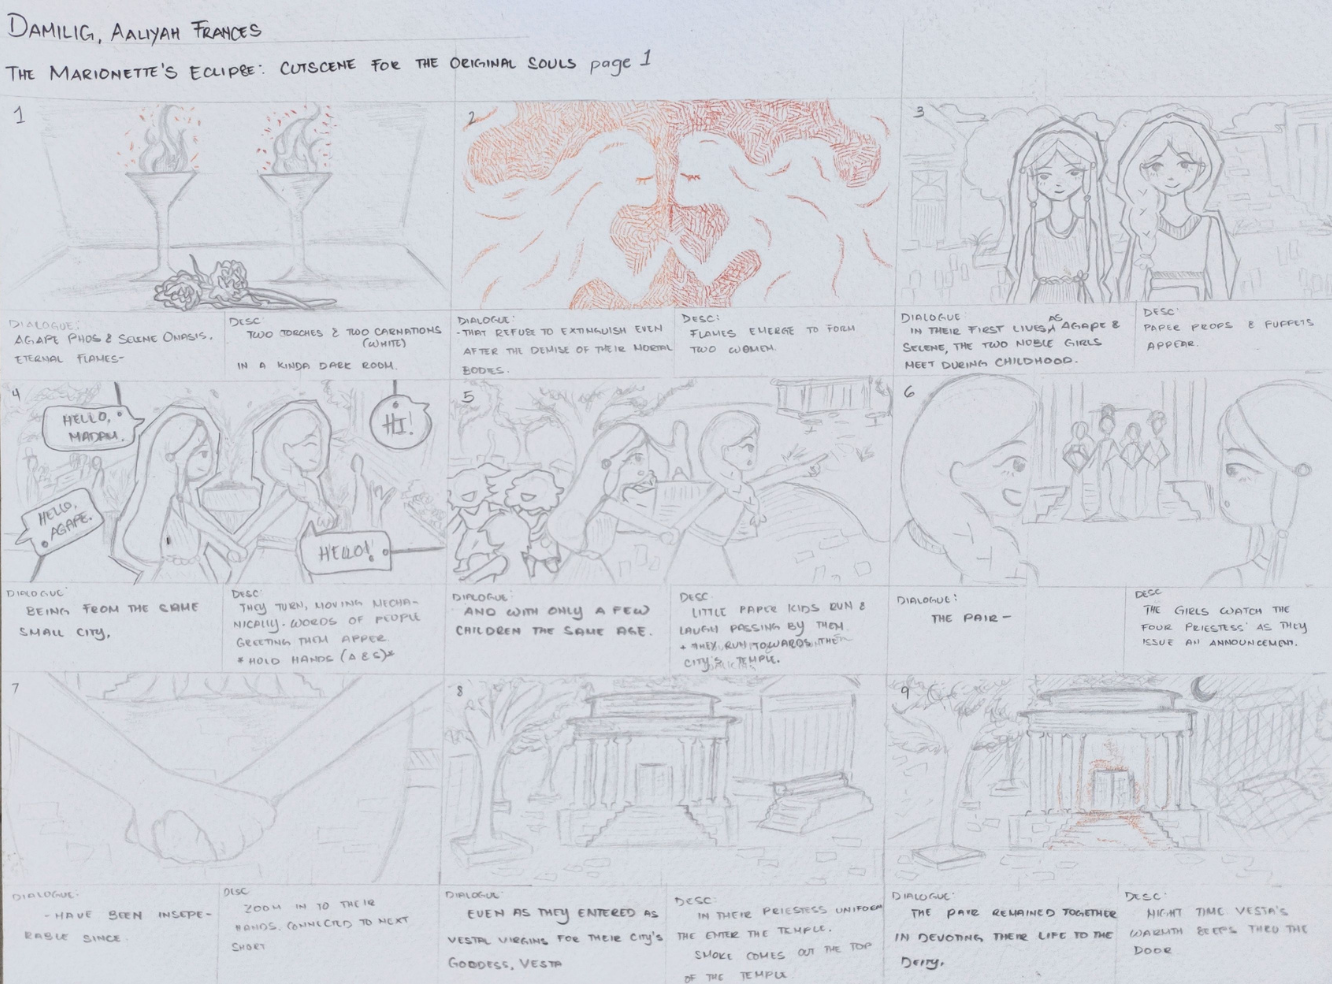 DAMILIG, AALIYAH FRANCES
THE MARIONETTE'S ECLIPSE: CUTSCENE FOR THE ORIGINAL SOULS page 1
1
DIALOGUE:
AGAPE PHOS & SELENE ONASIS.
ETERNAL FLAMES-
DESC:
TWO TORCHES & TWO CARNATIONS
(WHITE)
IN A KINDA DARK ROOM.
2
DIALOGUE:
-THAT REFUSE TO EXTINGUISH EVEN
AFTER THE DEMISE OF THEIR MORTAL
BODIES.
DESC:
FLAMES EMERGE TO FORM
TWO WOMEN.
3
DIALOGUE
IN THEIR FIRST LIVES, AS AGAPE &
SELENE, THE TWO NOBLE GIRLS
MEET DURING CHILDHOOD.
DESC:
PAPER PROPS & PUPPETS
APPEAR.
4
HELLO,
MADAM.
HI!
HELLO,
AGAPE.
HELLO!
DIALOGUE:
BEING FROM THE SAME
SMALL CITY,
DESC
THEY TURN, MOVING MECHA-
NICALLY. WORDS OF PEOPLE
GREETING THEM APPER.
*HOLD HANDS (A & S)*
5
DIALOGUE:
AND WITH ONLY A FEW
CHILDREN THE SAME AGE.
DESC:
LITTLE PAPER KIDS RUN &
LAUGH PASSING BY THEM.
+ THEY RUN TOWARDS THEIR
CITY'S TEMPLE.
6
DIALOGUE:
THE PAIR-
DESC
THE GIRLS WATCH THE
FOUR PRIESTESS' AS THEY
ISSUE AN ANNOUNCEMENT.
7
DIALOGUE:
-HAVE BEEN INSEPE-
RABLE SINCE.
DESC
ZOOM IN TO THEIR
HANDS. CONNECTED TO NEXT
SHOT
8
DIALOGUE:
EVEN AS THEY ENTERED AS
VESTAL VIRGINS FOR THEIR CITY'S
GODDESS, VESTA
DESC:
IN THEIR PRIESTESS UNIFORM
THE ENTER THE TEMPLE.
SMOKE COMES OUT THE TOP
OF THE TEMPLE
9
DIALOGUE:
THE PAIR REMAINED TOGETHER
IN DEVOTING THEIR LIFE TO THE
DEITY.
DESC:
NIGHT TIME. VESTA'S
WARMTH SEEPS THRU THE
DOOR